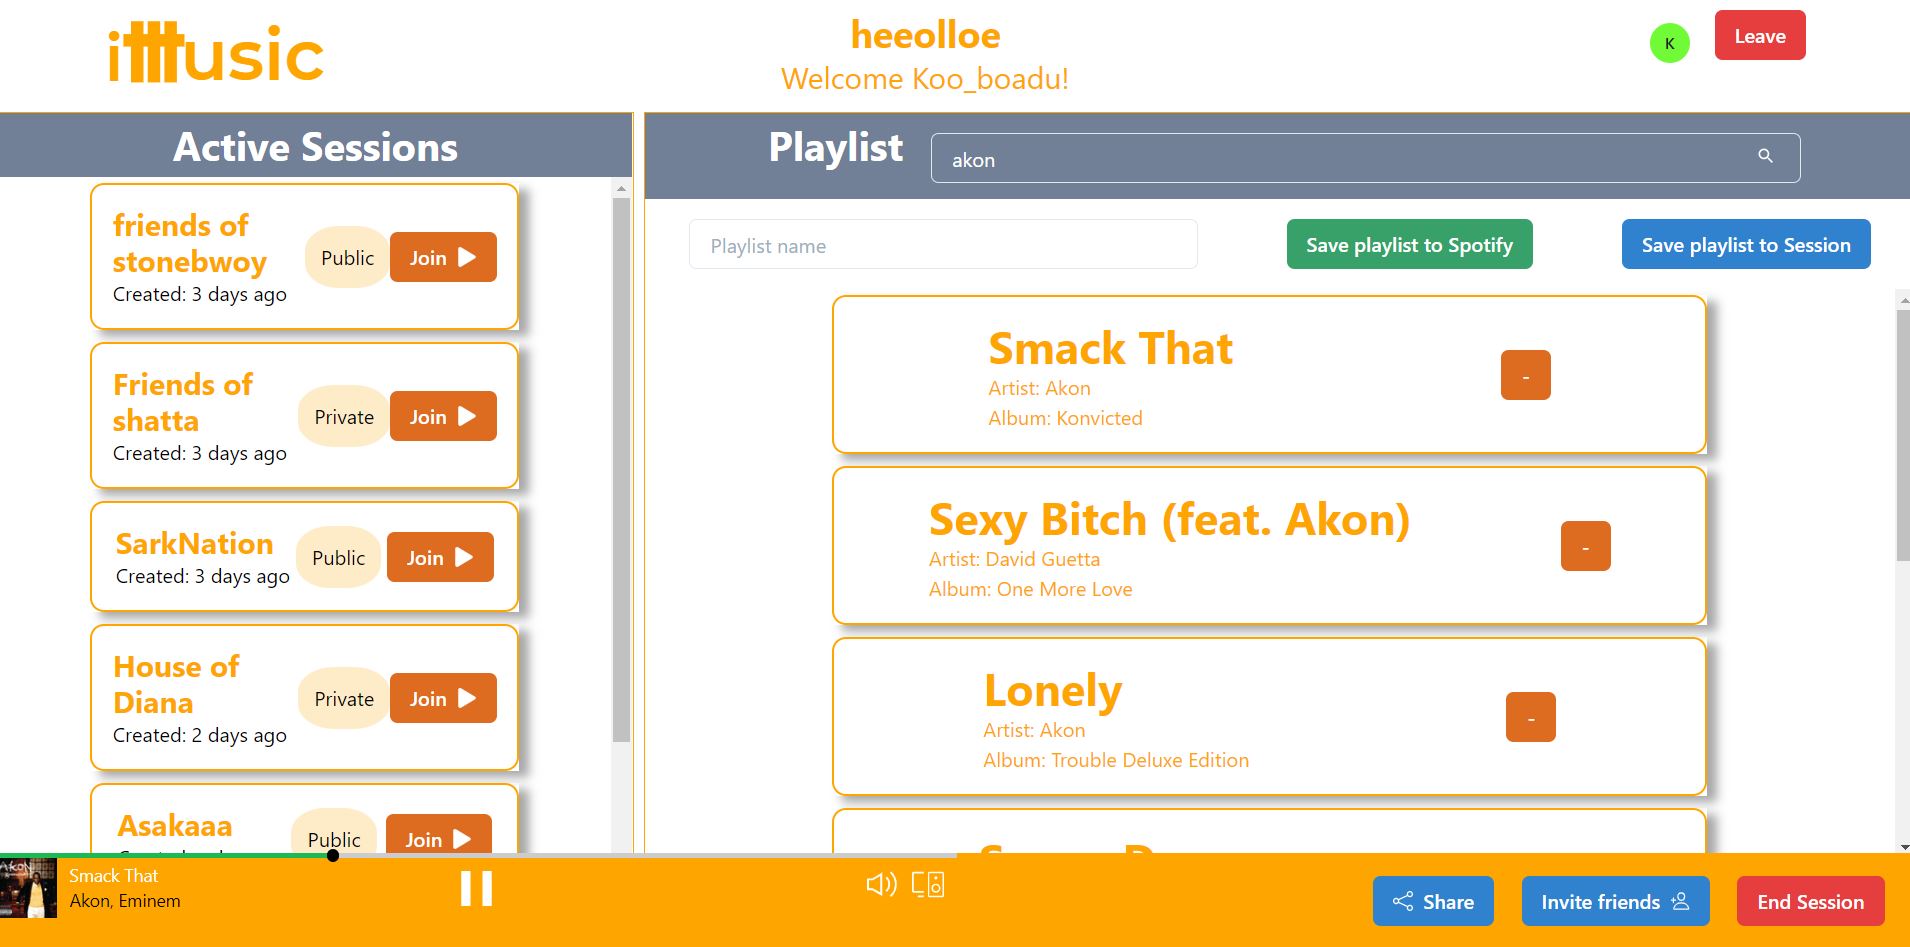 itttusic
heeolloe
Welcome Koo_boadu!
K
Leave
Active Sessions
friends of
stonebwoy
Created: 3 days ago
Public
Join
Friends of
shatta
Created: 3 days ago
Private
Join
SarkNation
Created: 3 days ago
Public
Join
House of
Diana
Created: 2 days ago
Private
Join
Asakaaa
Public
Join
Playlist
akon
Playlist name
Save playlist to Spotify
Save playlist to Session
Smack That
Artist: Akon
Album: Konvicted
-
Sexy Bitch (feat. Akon)
Artist: David Guetta
Album: One More Love
-
Lonely
Artist: Akon
Album: Trouble Deluxe Edition
-
Smack That
Akon, Eminem
Share
Invite friends
End Session